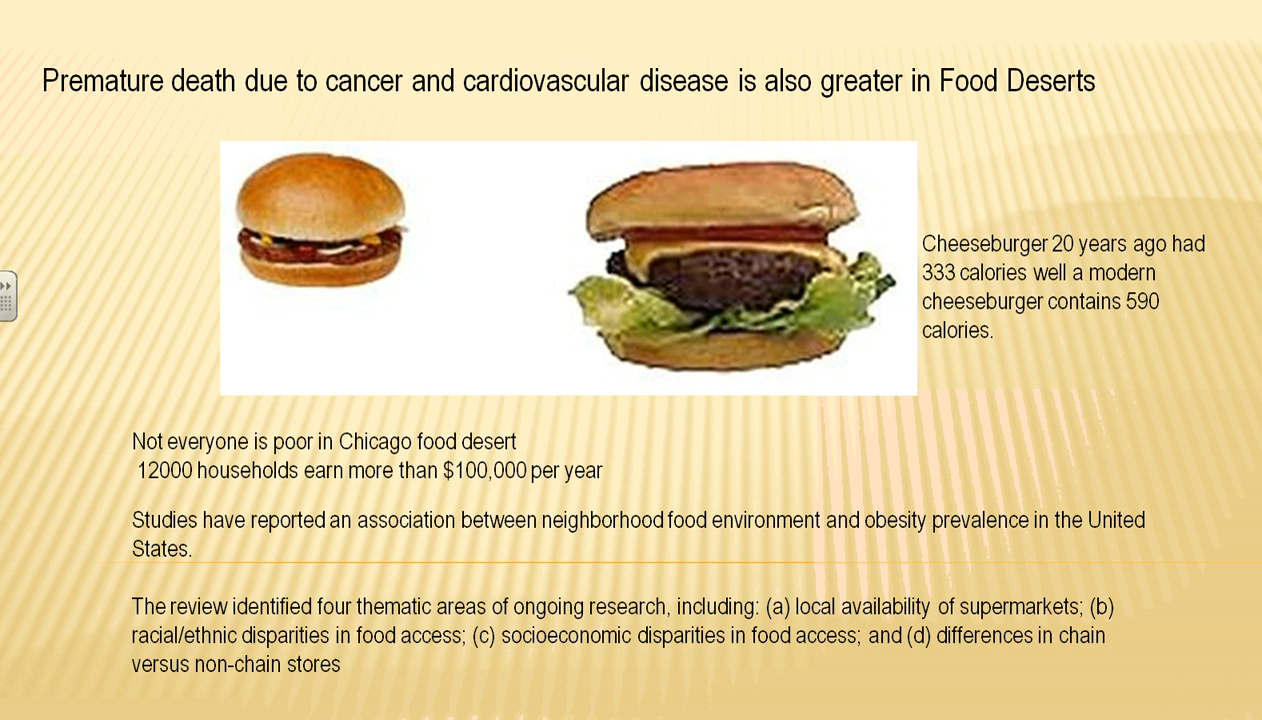 Premature death due to cancer and cardiovascular disease is also greater in Food Deserts
Cheeseburger 20 years ago had
333 calories well a modern
cheeseburger contains 590
calories.
Not everyone is poor in Chicago food desert
12000 households earn more than $100,000 per year
Studies have reported an association between neighborhood food environment and obesity prevalence in the United
States.
The review identified four thematic areas of ongoing research, including: (a) local availability of supermarkets; (b)
racial/ethnic disparities in food access; (c) socioeconomic disparities in food access; and (d) differences in chain
versus non-chain stores